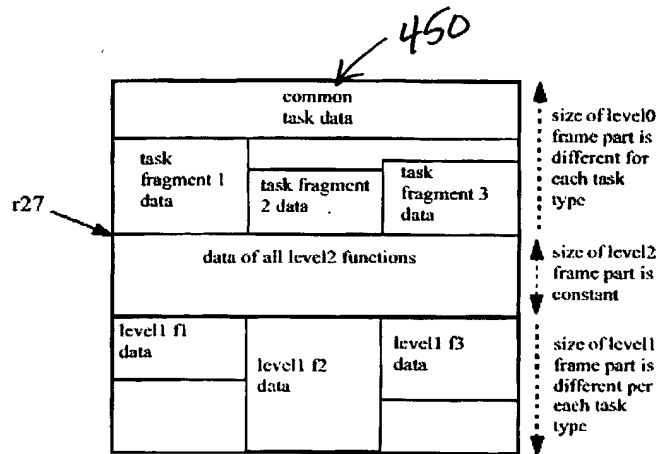 450
common
task data
task
fragment 1
data
task fragment
2 data
task
fragment 3
data
size of level0
frame part is
different for
each task
type
r27
data of all level2 functions
size of level2
frame part is
constant
level1 f1
data
level1 f2
data
level1 f3
data
size of level1
frame part is
different per
each task
type